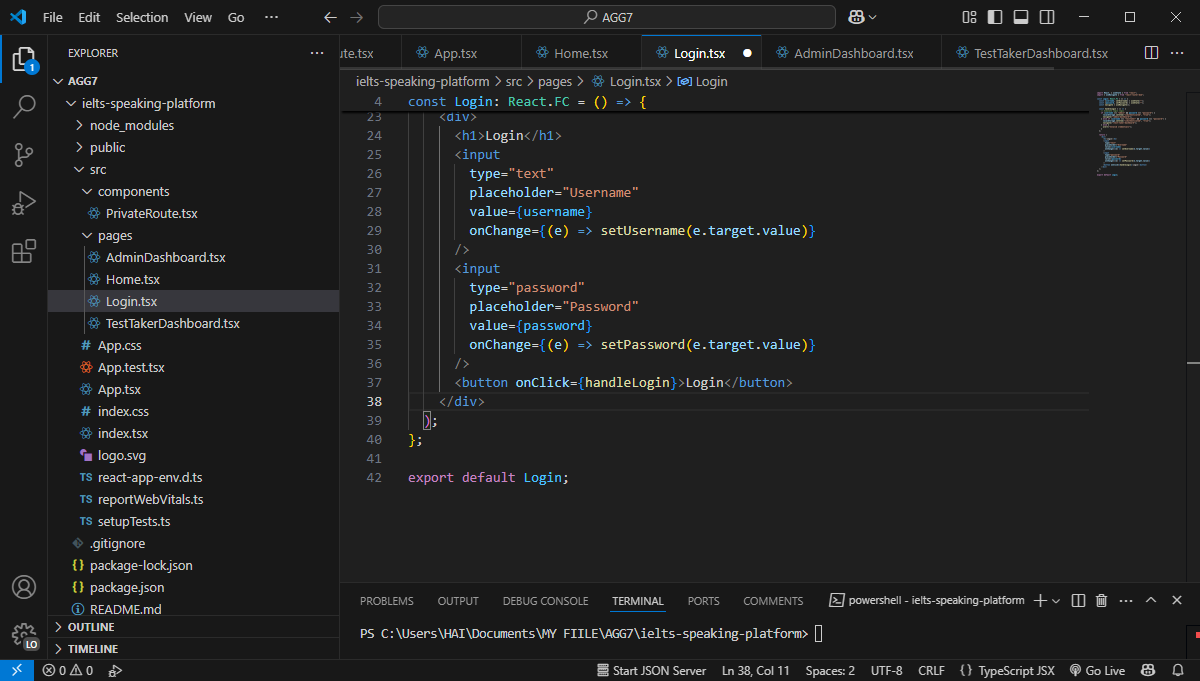 File Edit Selection View Go ··· AGG7
EXPLORER ···
AGG7
ielts-speaking-platform
node_modules
public
src
components
PrivateRoute.tsx
pages
AdminDashboard.tsx
Home.tsx
Login.tsx
TestTakerDashboard.tsx
# App.css
App.test.tsx
App.tsx
# index.css
index.tsx
logo.svg
TS react-app-env.d.ts
TS reportWebVitals.ts
TS setupTests.ts
.gitignore
{} package-lock.json
{} package.json
README.md
OUTLINE
TIMELINE
1
LO
ute.tsx App.tsx Home.tsx Login.tsx AdminDashboard.tsx TestTakerDashboard.tsx ···
ielts-speaking-platform > src > pages > Login.tsx > Login
4 const Login: React.FC = () => {
23 <div>
24 <h1>Login</h1>
25 <input
26 type="text"
27 placeholder="Username"
28 value={username}
29 onChange={(e) => setUsername(e.target.value)}
30 />
31 <input
32 type="password"
33 placeholder="Password"
34 value={password}
35 onChange={(e) => setPassword(e.target.value)}
36 />
37 <button onClick={handleLogin}>Login</button>
38 </div>
39 );
40 };
41
42 export default Login;
PROBLEMS OUTPUT DEBUG CONSOLE TERMINAL PORTS COMMENTS powershell - ielts-speaking-platform ···
PS C:\Users\HAI\Documents\MY FIILE\AGG7\ielts-speaking-platform>
0 0 Start JSON Server Ln 38, Col 11 Spaces: 2 UTF-8 CRLF {} TypeScript JSX Go Live